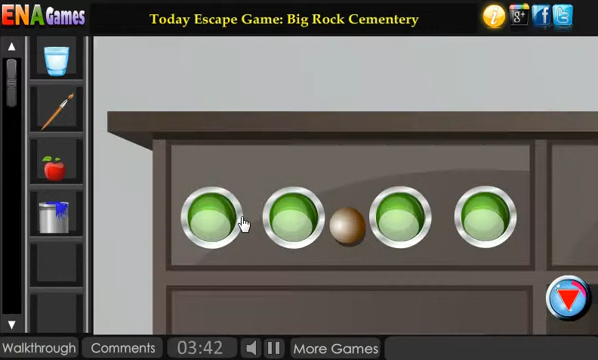 ENA Games
Today Escape Game: Big Rock Cementery
i g+ f t
Walkthrough Comments 03:42 More Games